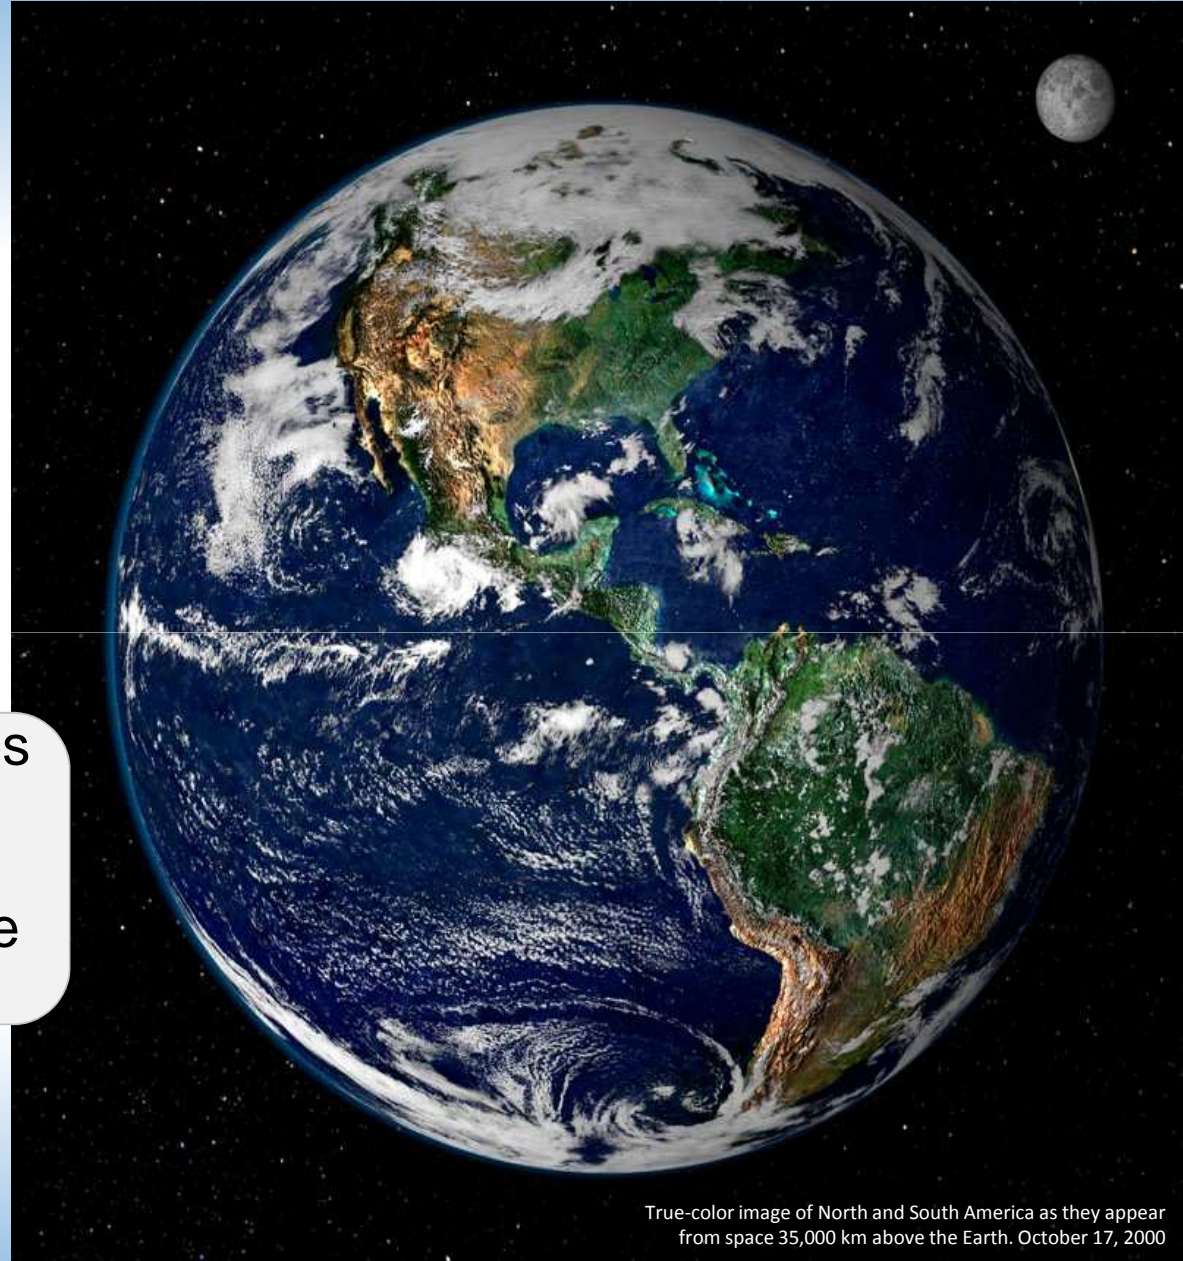 s
e
True-color image of North and South America as they appear
from space 35,000 km above the Earth. October 17, 2000